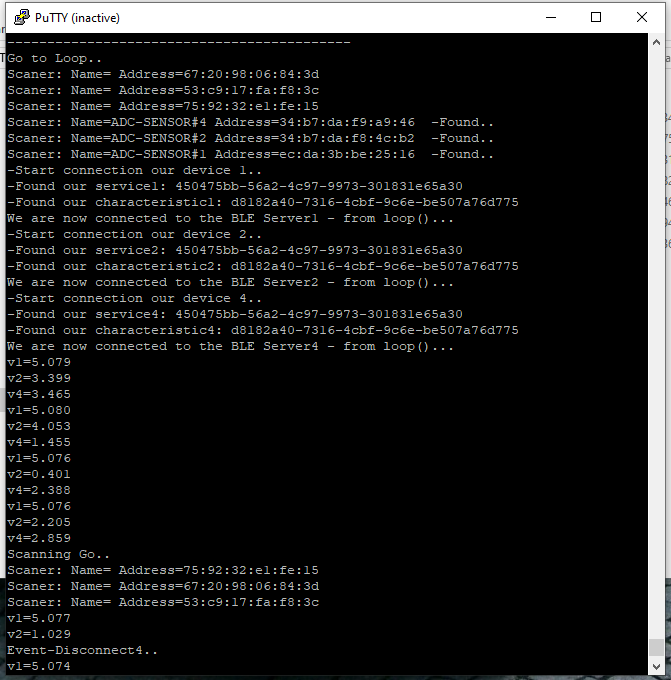 PuTTY (inactive)
-------------------------------------------
Go to Loop..
Scaner: Name= Address=67:20:98:06:84:3d
Scaner: Name= Address=53:c9:17:fa:f8:3c
Scaner: Name= Address=75:92:32:e1:fe:15
Scaner: Name=ADC-SENSOR#4 Address=34:b7:da:f9:a9:46  -Found..
Scaner: Name=ADC-SENSOR#2 Address=34:b7:da:f8:4c:b2  -Found..
Scaner: Name=ADC-SENSOR#1 Address=ec:da:3b:be:25:16  -Found..
-Start connection our device 1..
-Found our service1: 450475bb-56a2-4c97-9973-301831e65a30
-Found our characteristic1: d8182a40-7316-4cbf-9c6e-be507a76d775
We are now connected to the BLE Server1 - from loop()...
-Start connection our device 2..
-Found our service2: 450475bb-56a2-4c97-9973-301831e65a30
-Found our characteristic2: d8182a40-7316-4cbf-9c6e-be507a76d775
We are now connected to the BLE Server2 - from loop()...
-Start connection our device 4..
-Found our service4: 450475bb-56a2-4c97-9973-301831e65a30
-Found our characteristic4: d8182a40-7316-4cbf-9c6e-be507a76d775
We are now connected to the BLE Server4 - from loop()...
v1=5.079
v2=3.399
v4=3.465
v1=5.080
v2=4.053
v4=1.455
v1=5.076
v2=0.401
v4=2.388
v1=5.076
v2=2.205
v4=2.859
Scanning Go..
Scaner: Name= Address=75:92:32:e1:fe:15
Scaner: Name= Address=67:20:98:06:84:3d
Scaner: Name= Address=53:c9:17:fa:f8:3c
v1=5.077
v2=1.029
Event-Disconnect4..
v1=5.074